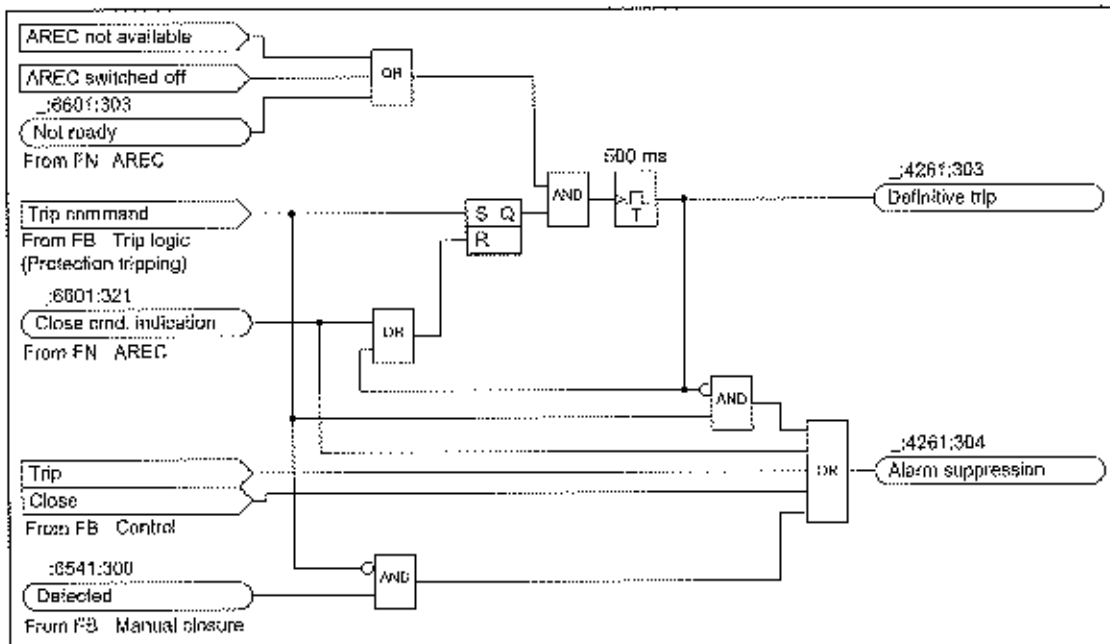 AREC not available
AREC switched off
_:6601:303
Not ready
From FN AREC
OR
AND
500 ms
T
_:4261:303
Definitive trip
Trip command
From FB Trip logic
(Protection tripping)
S Q
R
_:6601:321
Close cmd. indication
From FN AREC
OR
AND
Trip
Close
From FB Control
OR
_:4261:304
Alarm suppression
:6541:300
Detected
From FB Manual closure
AND